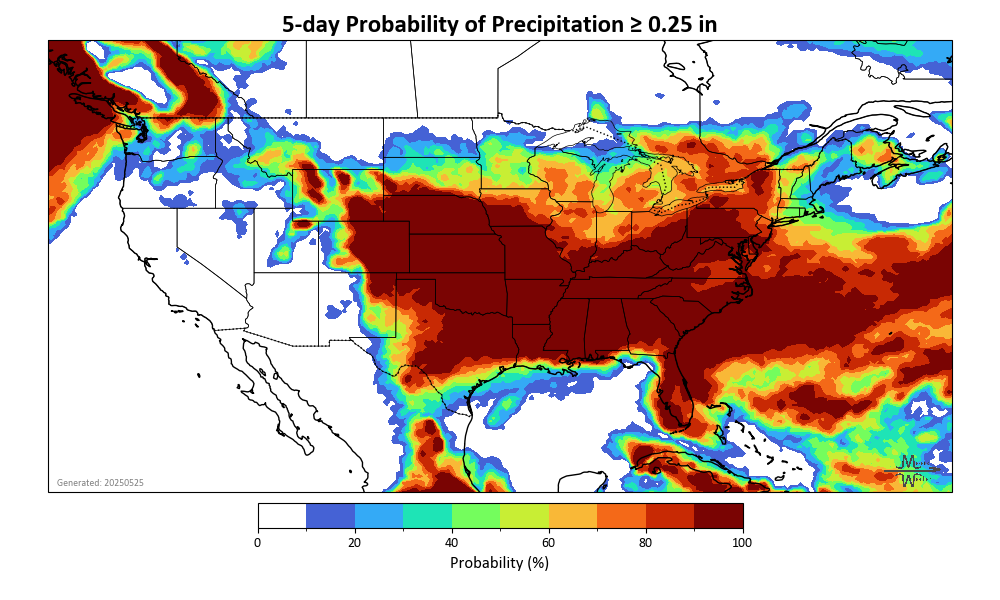 5-day Probability of Precipitation ≥ 0.25 in
Generated: 20250525
0 20 40 60 80 100
Probability (%)